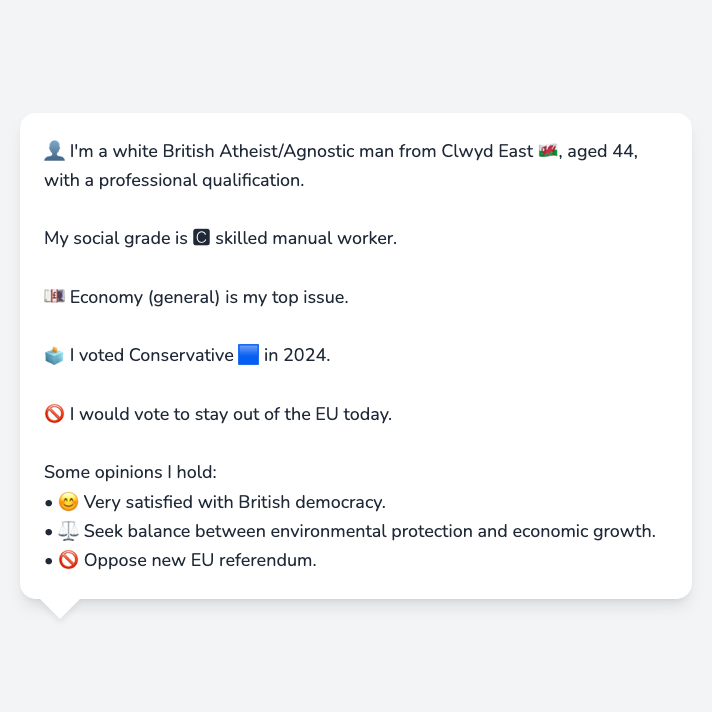 👤 I'm a white British Atheist/Agnostic man from Clwyd East 🏴󠁧󠁢󠁷󠁬󠁳󠁿, aged 44,
with a professional qualification.
My social grade is 🅲 skilled manual worker.
💷 Economy (general) is my top issue.
🗳️ I voted Conservative 🟦 in 2024.
🚫 I would vote to stay out of the EU today.
Some opinions I hold:
• 😊 Very satisfied with British democracy.
• ⚖️ Seek balance between environmental protection and economic growth.
• 🚫 Oppose new EU referendum.